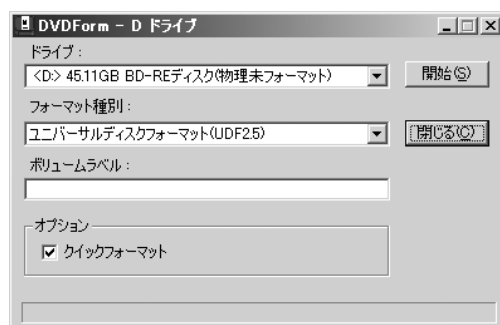 DVDForm - D ドライブ
ドライブ:
<D:> 45.11GB BD-REディスク(物理未フォーマット)
開始(S)
フォーマット種別:
ユニバーサルディスクフォーマット(UDF2.5)
閉じる(C)
ボリュームラベル:
オプション
クイックフォーマット